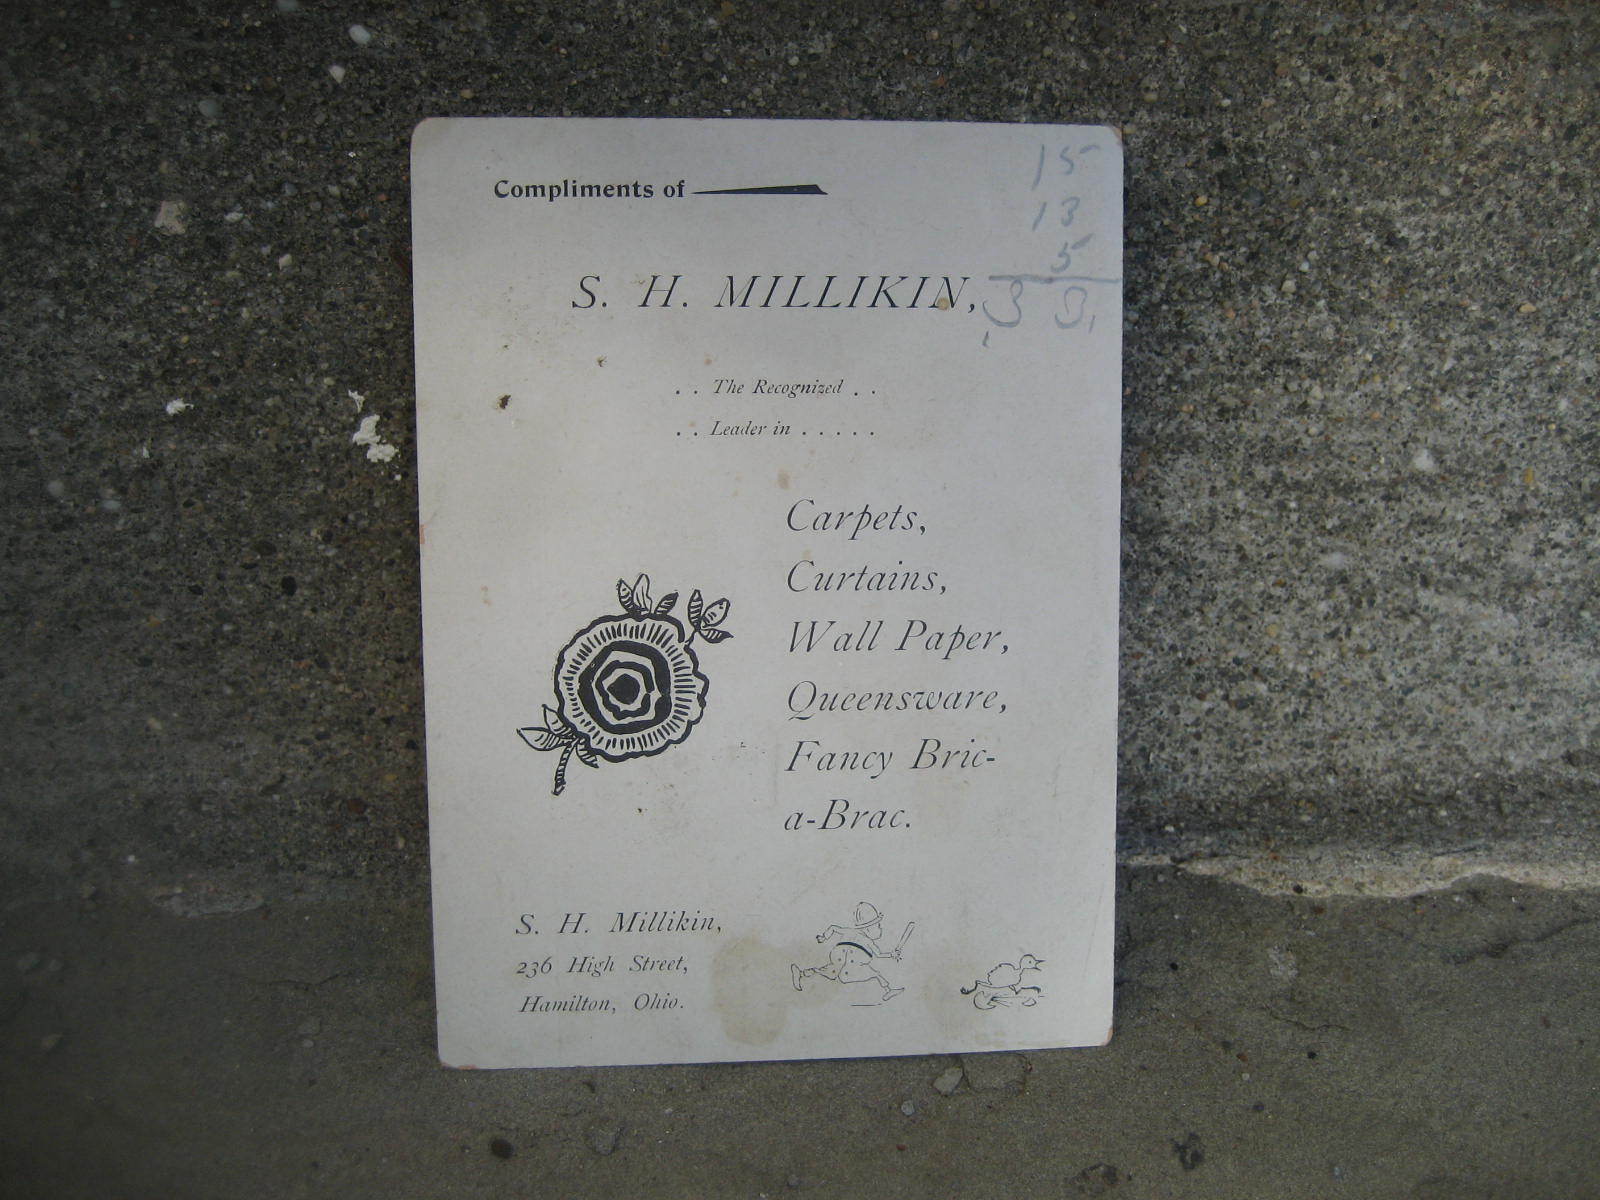 Compliments of
15
13
5
33
S. H. MILLIKIN,
. . The Recognized . .
. . Leader in . . . . .
Carpets,
Curtains,
Wall Paper,
Queensware,
Fancy Bric-
a-Brac.
S. H. Millikin,
236 High Street,
Hamilton, Ohio.